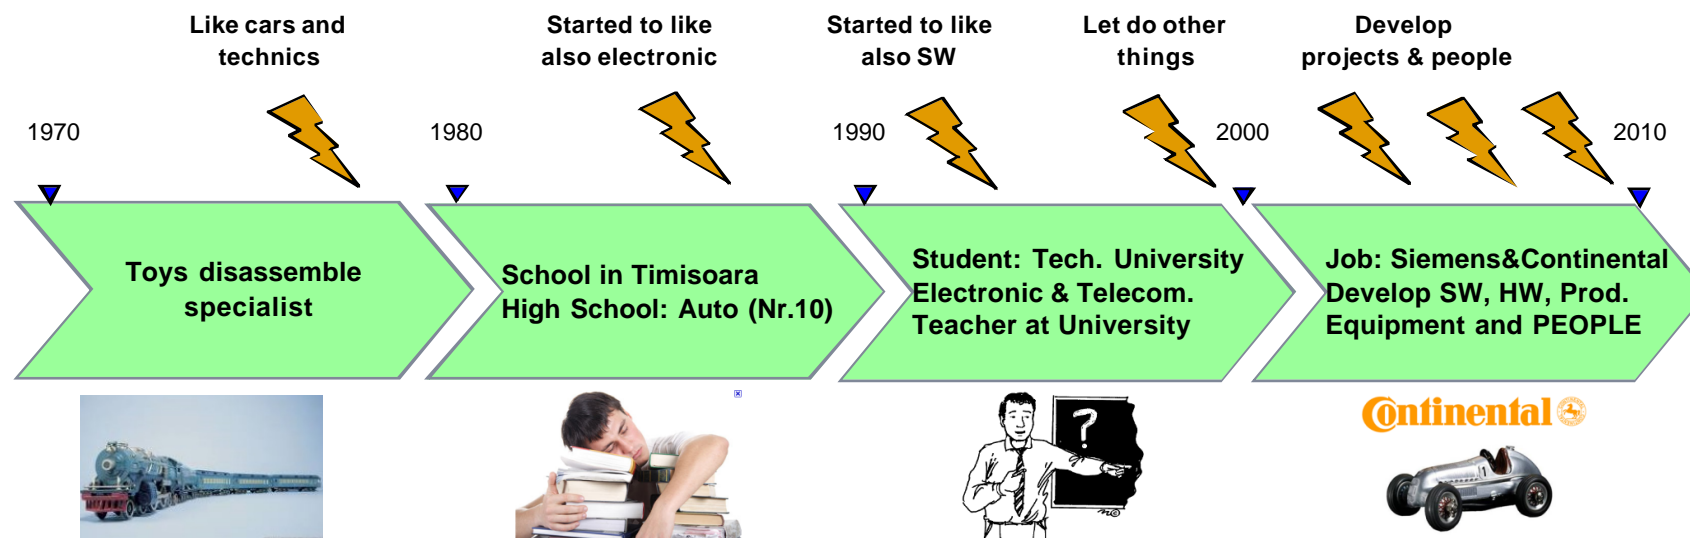 Like cars and
technics
Started to like
also electronic
Started to like
also SW
Let do other
things
Develop
projects & people
1970
1980
1990
2000
2010
Toys disassemble
specialist
School in Timisoara
High School: Auto (Nr.10)
Student: Tech. University
Electronic & Telecom.
Teacher at University
Job: Siemens&Continental
Develop SW, HW, Prod.
Equipment and PEOPLE
?
Continental
1